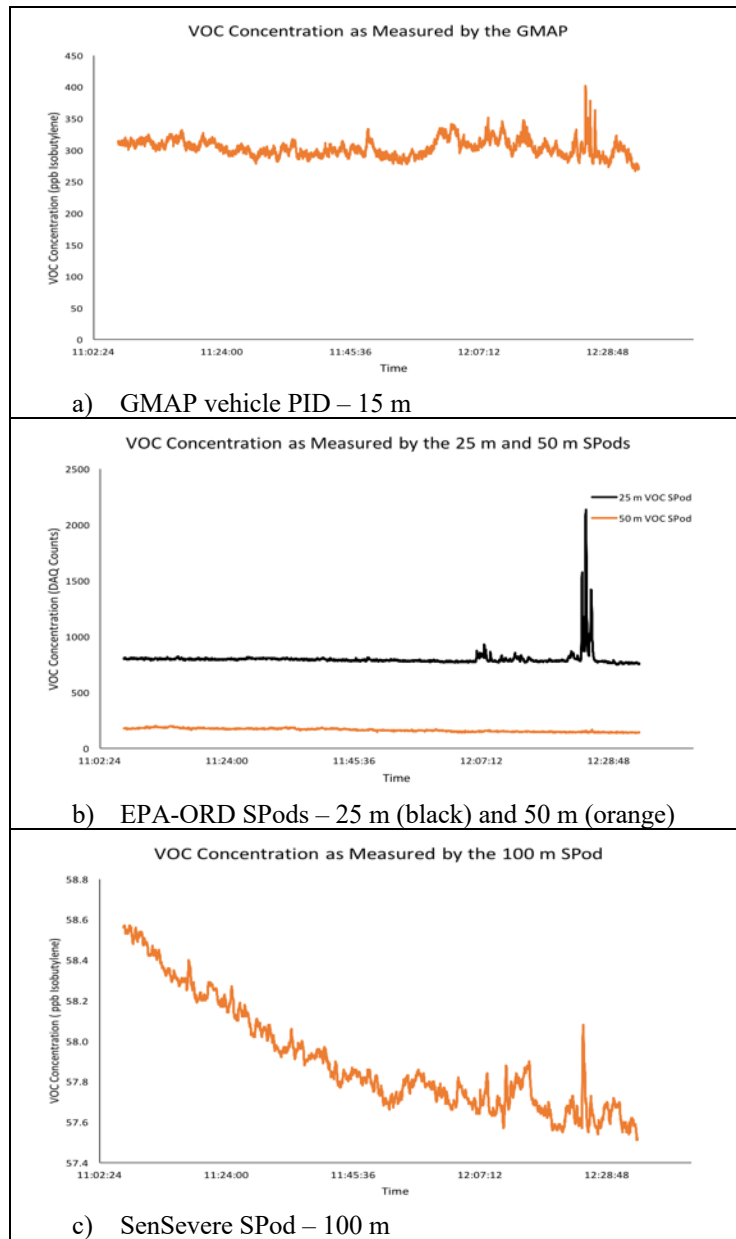 VOC Concentration as Measured by the GMAP
VOC Concentration (ppb Isobutylene)
450
400
350
300
250
200
150
100
50
0
11:02:24 11:24:00 11:45:36 12:07:12 12:28:48
Time
a) GMAP vehicle PID – 15 m
VOC Concentration as Measured by the 25 m and 50 m SPods
VOC Concentration (DAQ Counts)
2500
2000
1500
1000
500
0
25 m VOC SPod
50 m VOC SPod
11:02:24 11:24:00 11:45:36 12:07:12 12:28:48
Time
b) EPA-ORD SPods – 25 m (black) and 50 m (orange)
VOC Concentration as Measured by the 100 m SPod
VOC Concentration ( ppb Isobutylene)
58.8
58.6
58.4
58.2
58.0
57.8
57.6
57.4
11:02:24 11:24:00 11:45:36 12:07:12 12:28:48
Time
c) SenSevere SPod – 100 m